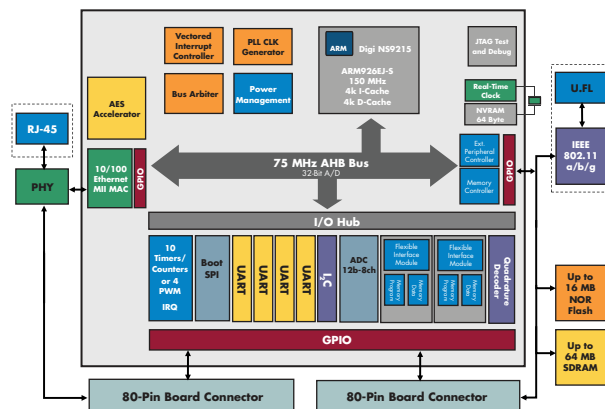 Vectored
Interrupt
Controller
PLL CLK
Generator
ARM
Digi NS9215
ARM926EJ-S
150 MHz
4k I-Cache
4k D-Cache
JTAG Test
and Debug
AES
Accelerator
Bus Arbiter
Power
Management
Real-Time
Clock
NVRAM
64 Byte
U.FL
RJ-45
IEEE
802.11
a/b/g
PHY
10/100
Ethernet
MII MAC
GPIO
75 MHz AHB Bus
32-Bit A/D
Ext.
Peripheral
Controller
Memory
Controller
GPIO
I/O Hub
10
Timers/
Counters
or 4
PWM
IRQ
Boot
SPI
UART
UART
UART
UART
I2C
ADC
12b-8ch
Flexible
Interface
Module
Memory
Program
Memory
Data
Flexible
Interface
Module
Memory
Program
Memory
Data
Quadrature
Decoder
Up to
16 MB
NOR
Flash
GPIO
Up to
64 MB
SDRAM
80-Pin Board Connector
80-Pin Board Connector